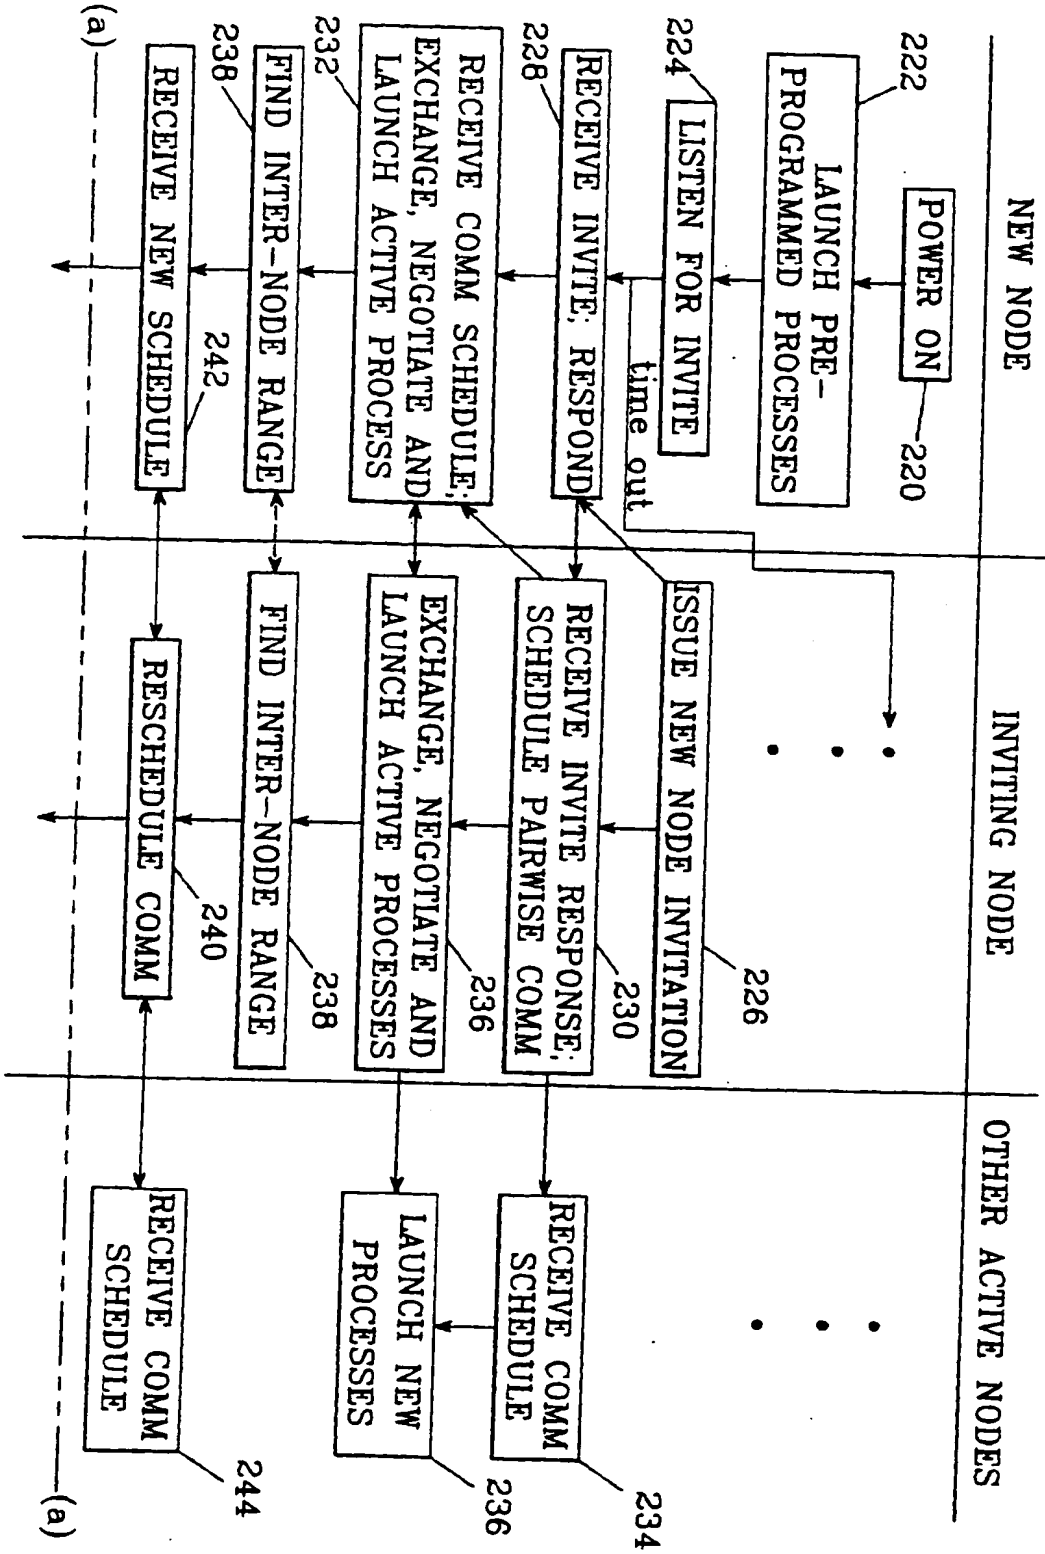 NEW NODE
INVITING NODE
OTHER ACTIVE NODES
POWER ON
220
222
LAUNCH PRE-
PROGRAMMED PROCESSES
224
LISTEN FOR INVITE
time out
ISSUE NEW NODE INVITATION
226
228
RECEIVE INVITE; RESPOND
RECEIVE INVITE RESPONSE;
SCHEDULE PAIRWISE COMM
230
RECEIVE COMM
SCHEDULE
234
232
RECEIVE COMM SCHEDULE;
EXCHANGE, NEGOTIATE AND
LAUNCH ACTIVE PROCESS
EXCHANGE, NEGOTIATE AND
LAUNCH ACTIVE PROCESSES
236
LAUNCH NEW
PROCESSES
236
238
FIND INTER-NODE RANGE
FIND INTER-NODE RANGE
238
RECEIVE NEW SCHEDULE
242
RESCHEDULE COMM
240
RECEIVE COMM
SCHEDULE
244
(a)
(a)